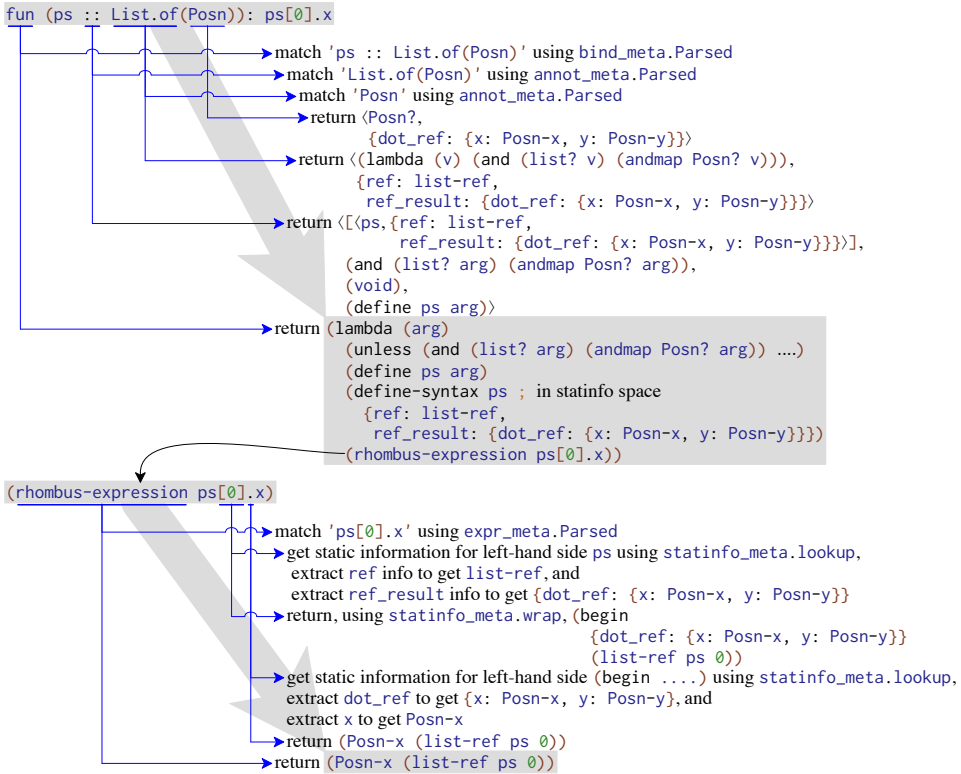 fun (ps :: List.of(Posn)): ps[0].x
match 'ps :: List.of(Posn)' using bind_meta.Parsed
match 'List.of(Posn)' using annot_meta.Parsed
match 'Posn' using annot_meta.Parsed
return ⟨Posn?,
{dot_ref: {x: Posn-x, y: Posn-y}}⟩
return ⟨(lambda (v) (and (list? v) (andmap Posn? v))),
{ref: list-ref,
ref_result: {dot_ref: {x: Posn-x, y: Posn-y}}}⟩
return ⟨[⟨ps,{ref: list-ref,
ref_result: {dot_ref: {x: Posn-x, y: Posn-y}}}⟩],
(and (list? arg) (andmap Posn? arg)),
(void),
(define ps arg)⟩
return (lambda (arg)
(unless (and (list? arg) (andmap Posn? arg)) ....)
(define ps arg)
(define-syntax ps ; in statinfo space
{ref: list-ref,
ref_result: {dot_ref: {x: Posn-x, y: Posn-y}}})
(rhombus-expression ps[0].x))
(rhombus-expression ps[0].x)
match 'ps[0].x' using expr_meta.Parsed
get static information for left-hand side ps using statinfo_meta.lookup,
extract ref info to get list-ref, and
extract ref_result info to get {dot_ref: {x: Posn-x, y: Posn-y}}
return, using statinfo_meta.wrap, (begin
{dot_ref: {x: Posn-x, y: Posn-y}}
(list-ref ps 0))
get static information for left-hand side (begin ....) using statinfo_meta.lookup,
extract dot_ref to get {x: Posn-x, y: Posn-y}, and
extract x to get Posn-x
return (Posn-x (list-ref ps 0))
return (Posn-x (list-ref ps 0))